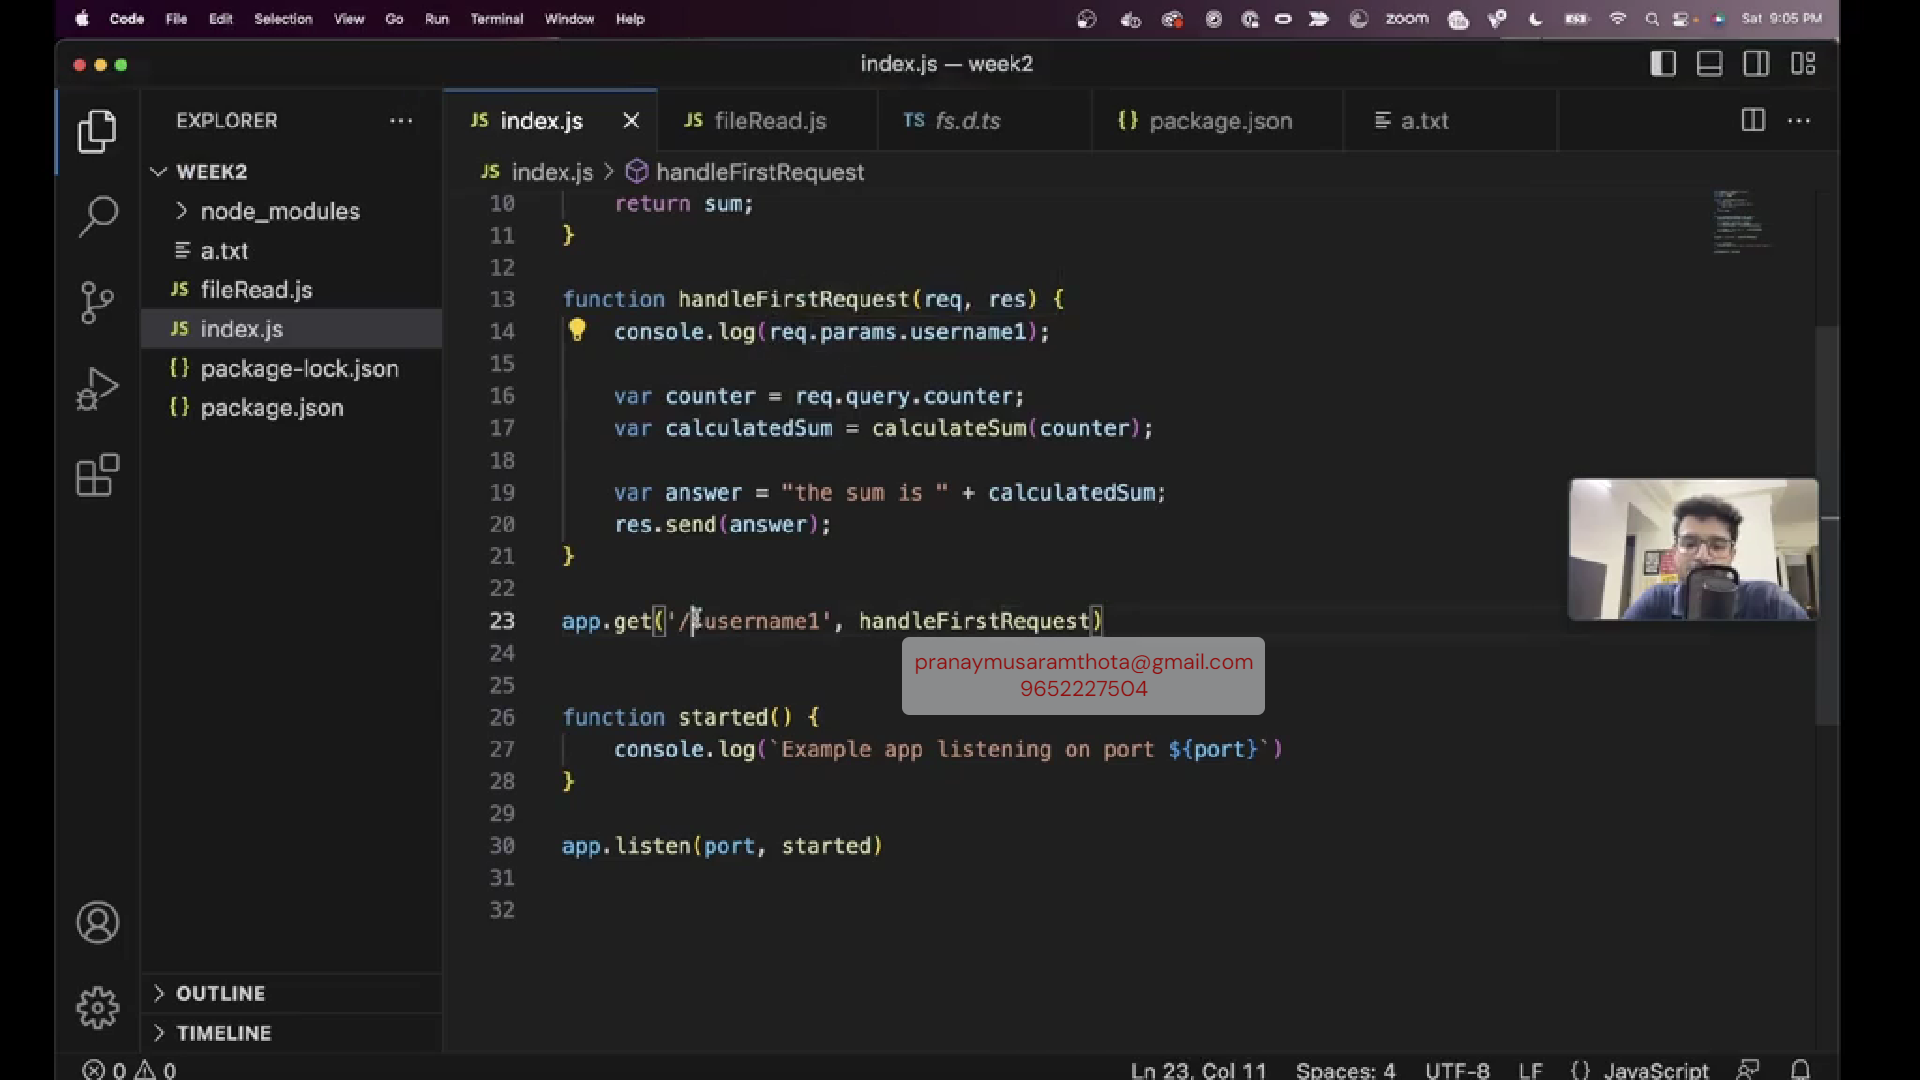 Code File Edit Selection View Go Run Terminal Window Help zoom Sat 9:05 PM
index.js — week2
EXPLORER
JS index.js
JS fileRead.js
TS fs.d.ts
{} package.json
a.txt
JS index.js > handleFirstRequest
WEEK2
node_modules
a.txt
JS fileRead.js
JS index.js
{} package-lock.json
{} package.json
10 return sum;
11 }
12
13 function handleFirstRequest(req, res) {
14 console.log(req.params.username1);
15
16 var counter = req.query.counter;
17 var calculatedSum = calculateSum(counter);
18
19 var answer = "the sum is " + calculatedSum;
20 res.send(answer);
21 }
22
23 app.get('/:username1', handleFirstRequest)
24
25
26 function started() {
27 console.log(`Example app listening on port ${port}`)
28 }
29
30 app.listen(port, started)
31
32
pranaymusaramthota@gmail.com
9652227504
OUTLINE
TIMELINE
0 0
Ln 23, Col 11 Spaces: 4 UTF-8 LF {} JavaScript